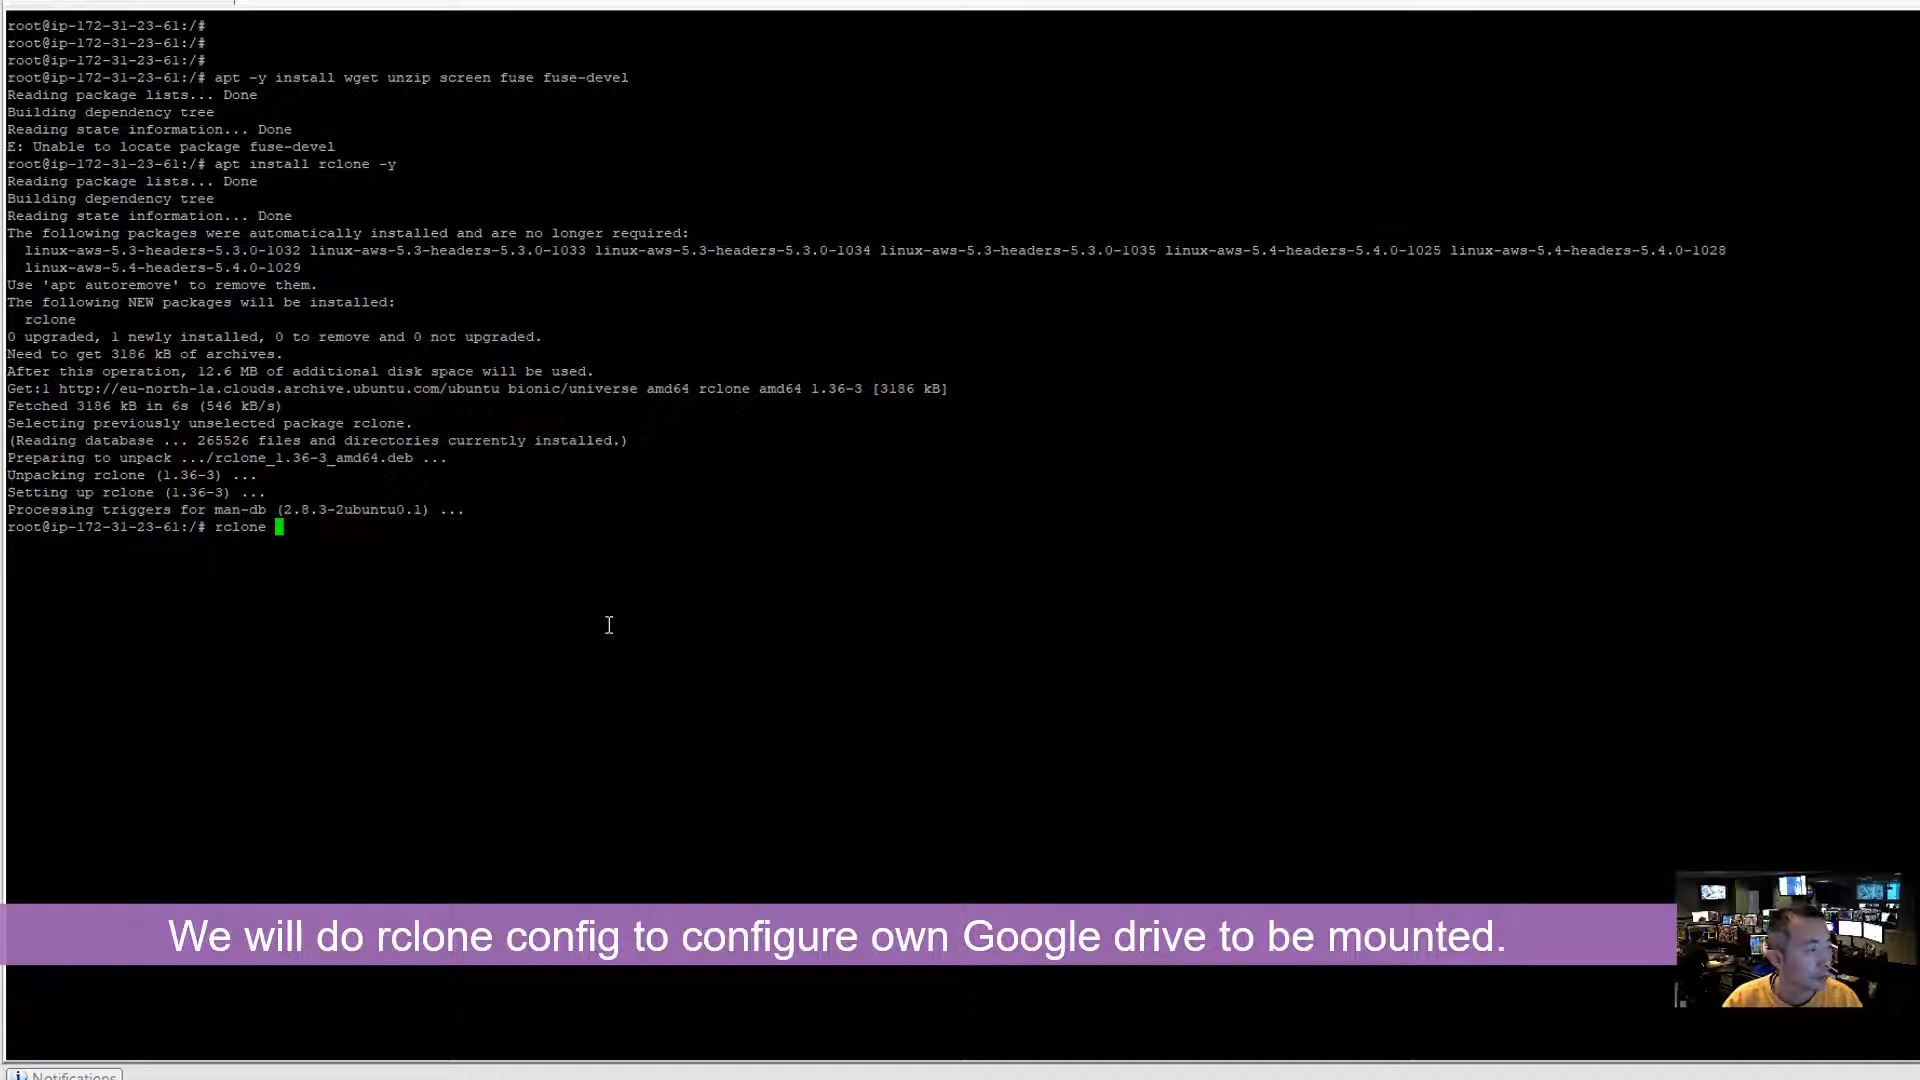 root@ip-172-31-23-61:/#
root@ip-172-31-23-61:/#
root@ip-172-31-23-61:/#
root@ip-172-31-23-61:/# apt -y install wget unzip screen fuse fuse-devel
Reading package lists... Done
Building dependency tree
Reading state information... Done
E: Unable to locate package fuse-devel
root@ip-172-31-23-61:/# apt install rclone -y
Reading package lists... Done
Building dependency tree
Reading state information... Done
The following packages were automatically installed and are no longer required:
  linux-aws-5.3-headers-5.3.0-1032 linux-aws-5.3-headers-5.3.0-1033 linux-aws-5.3-headers-5.3.0-1034 linux-aws-5.3-headers-5.3.0-1035 linux-aws-5.4-headers-5.4.0-1025 linux-aws-5.4-headers-5.4.0-1028
  linux-aws-5.4-headers-5.4.0-1029
Use 'apt autoremove' to remove them.
The following NEW packages will be installed:
  rclone
0 upgraded, 1 newly installed, 0 to remove and 0 not upgraded.
Need to get 3186 kB of archives.
After this operation, 12.6 MB of additional disk space will be used.
Get:1 http://eu-north-1a.clouds.archive.ubuntu.com/ubuntu bionic/universe amd64 rclone amd64 1.36-3 [3186 kB]
Fetched 3186 kB in 6s (546 kB/s)
Selecting previously unselected package rclone.
(Reading database ... 265526 files and directories currently installed.)
Preparing to unpack .../rclone_1.36-3_amd64.deb ...
Unpacking rclone (1.36-3) ...
Setting up rclone (1.36-3) ...
Processing triggers for man-db (2.8.3-2ubuntu0.1) ...
root@ip-172-31-23-61:/# rclone
We will do rclone config to configure own Google drive to be mounted.
Notifications